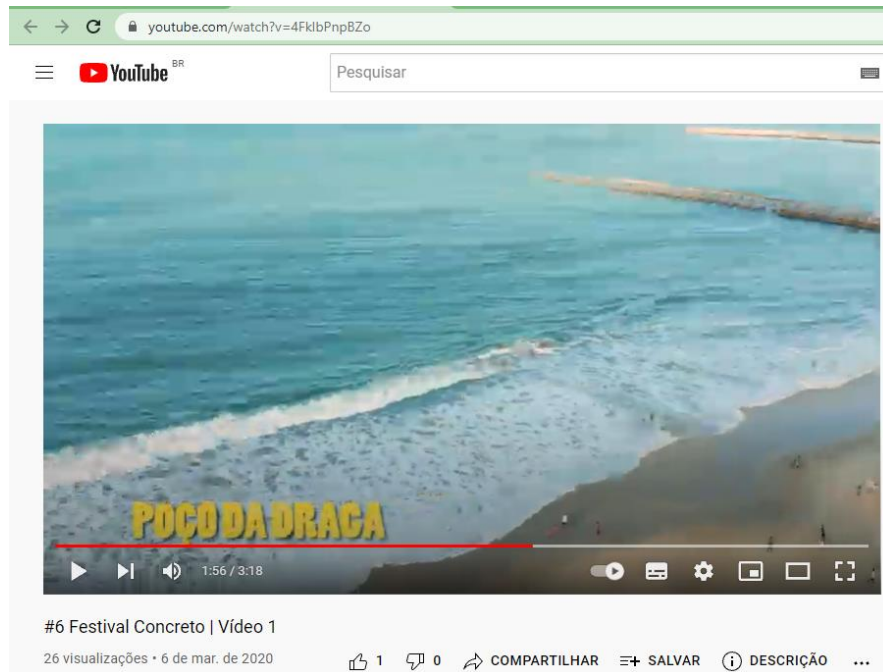 youtube.com/watch?v=4FklbPnpBZo
YouTube BR
Pesquisar
POÇO DA DRAGA
1:56 / 3:18
#6 Festival Concreto | Vídeo 1
26 visualizações • 6 de mar. de 2020
1 0 COMPARTILHAR SALVAR DESCRIÇÃO ...